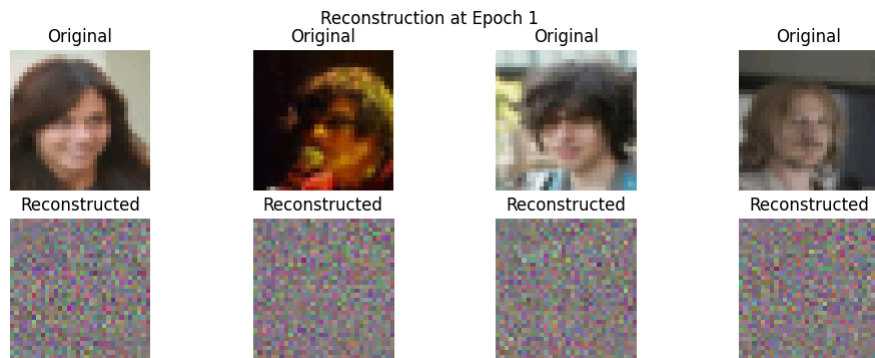 Reconstruction at Epoch 1
Original Original Original Original
Reconstructed Reconstructed Reconstructed Reconstructed